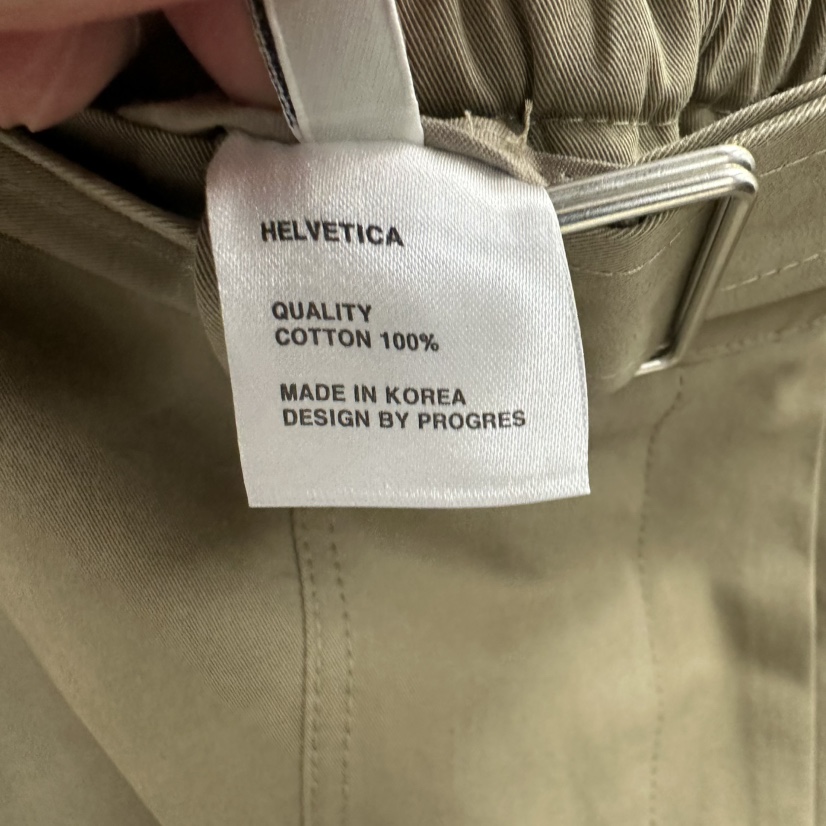 HELVETICA
QUALITY
COTTON 100%
MADE IN KOREA
DESIGN BY PROGRES